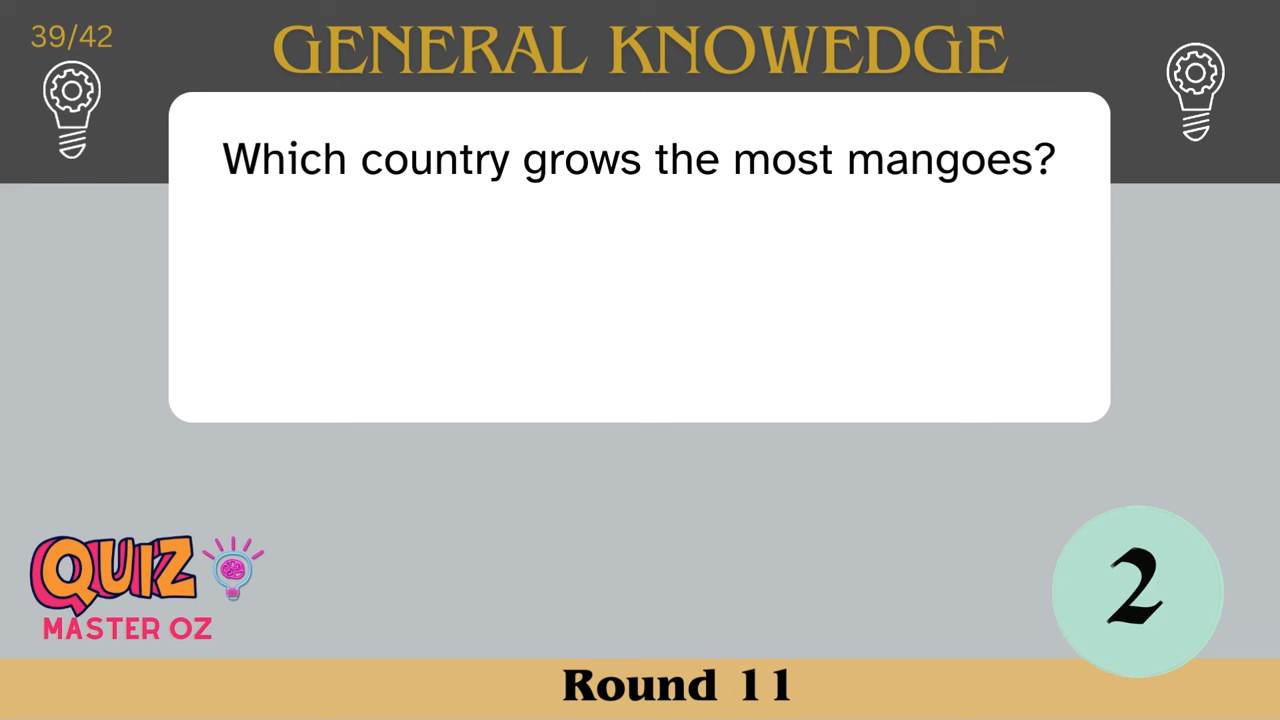 39/42
GENERAL KNOWEDGE
Which country grows the most mangoes?
QUIZ
MASTER OZ
2
Round 11